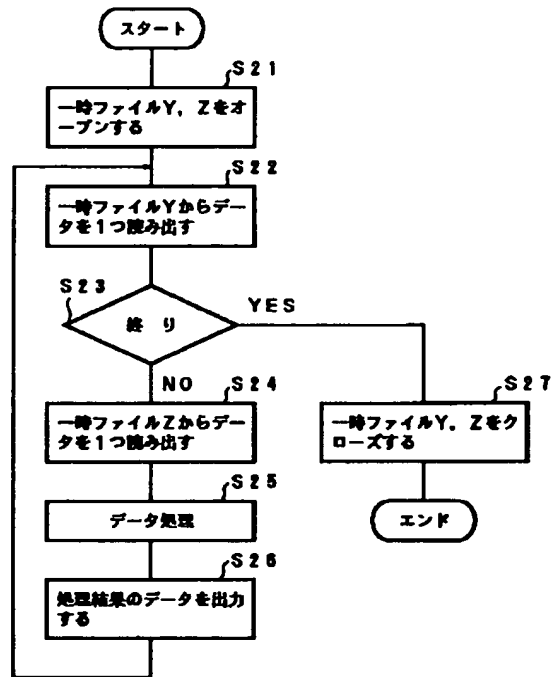 スタート
S21
一時ファイルY，Zをオ
ープンする
S22
一時ファイルYからデー
タを1つ読み出す
S23
終り
YES
NO
S24
一時ファイルZからデー
タを1つ読み出す
S25
データ処理
S26
処理結果のデータを出力
する
S27
一時ファイルY，Zをク
ローズする
エンド